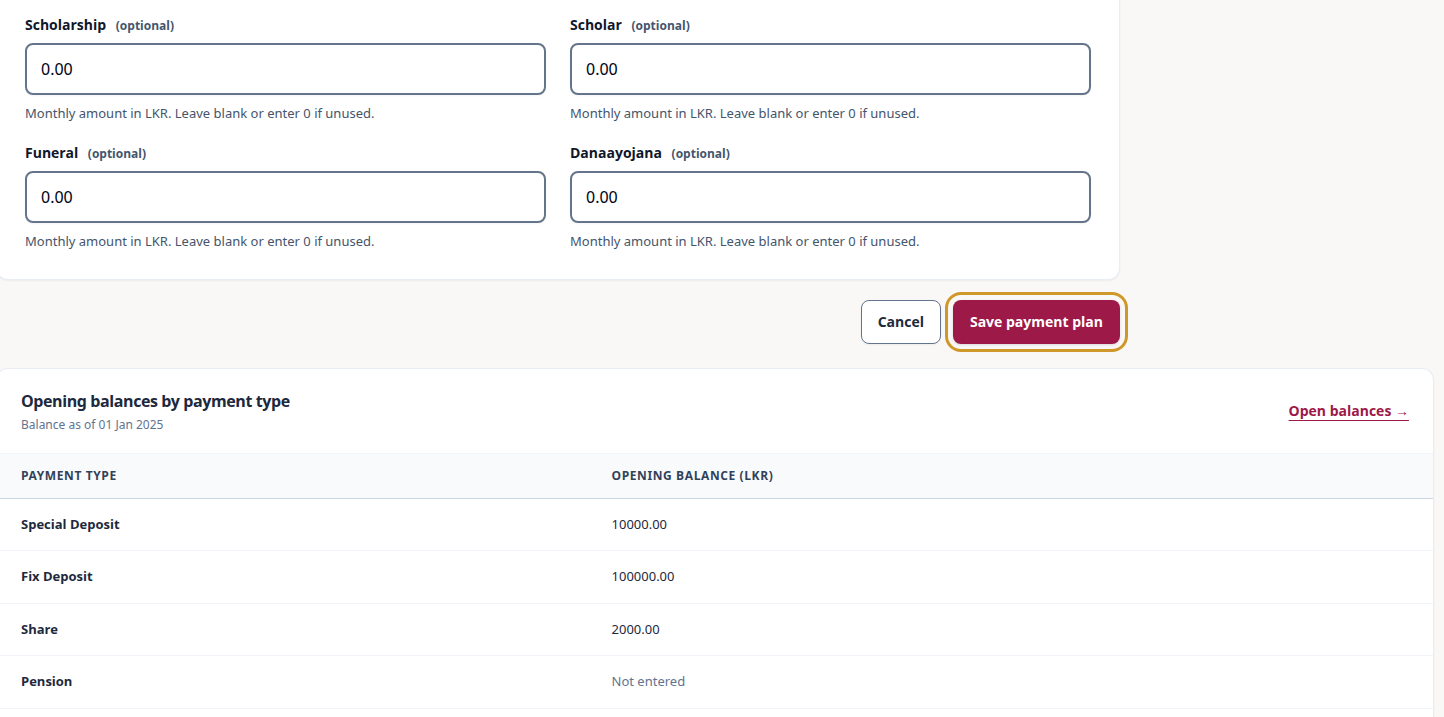 Scholarship (optional) Scholar (optional)
0.00 0.00
Monthly amount in LKR. Leave blank or enter 0 if unused. Monthly amount in LKR. Leave blank or enter 0 if unused.
Funeral (optional) Danaayojana (optional)
0.00 0.00
Monthly amount in LKR. Leave blank or enter 0 if unused. Monthly amount in LKR. Leave blank or enter 0 if unused.
Cancel Save payment plan
Opening balances by payment type
Balance as of 01 Jan 2025
Open balances →
PAYMENT TYPE OPENING BALANCE (LKR)
Special Deposit 10000.00
Fix Deposit 100000.00
Share 2000.00
Pension Not entered